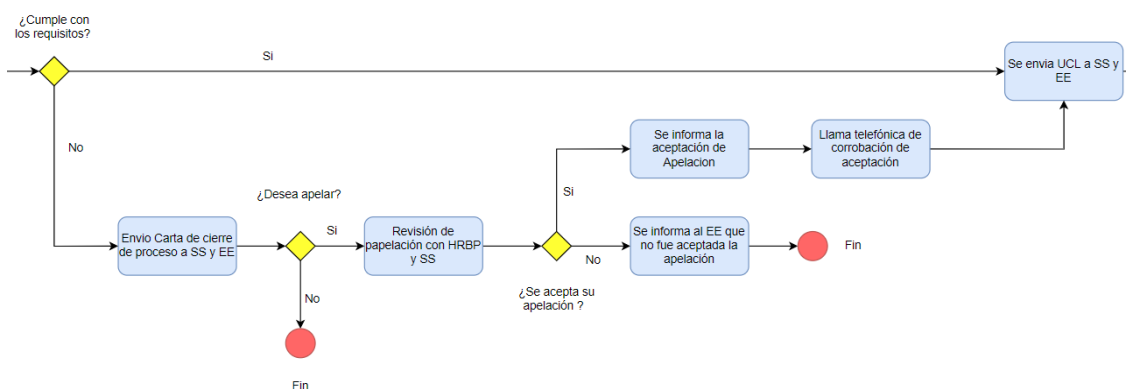 ¿Cumple con
los requisitos?
Si
Se envia UCL a SS y
EE
No
Se informa la
aceptación de
Apelacion
Llama telefónica de
corrobación de
aceptación
¿Desea apelar?
Si
Envio Carta de cierre
de proceso a SS y EE
Si
Revisión de
papelación con HRBP
y SS
No
Se informa al EE que
no fue aceptada la
apelación
Fin
¿Se acepta su
apelación ?
No
Fin